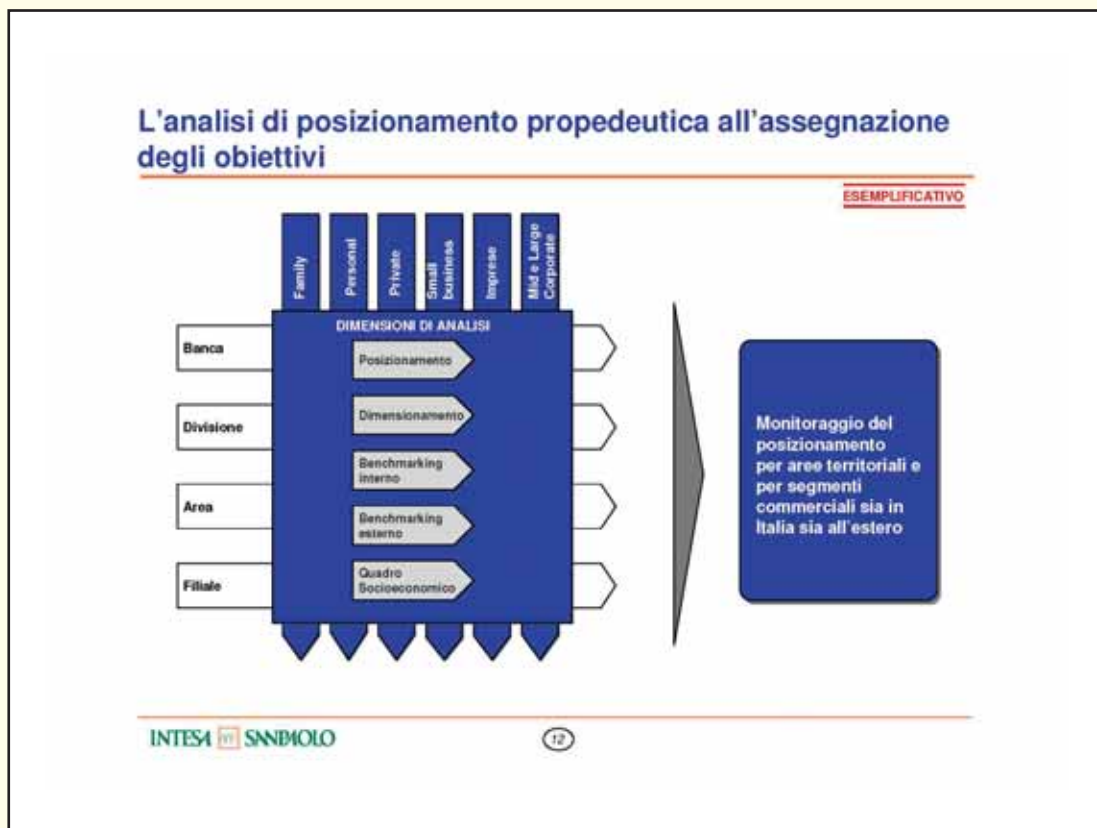 L'analisi di posizionamento propedeutica all'assegnazione
degli obiettivi
ESEMPLIFICATIVO
Family
Personal
Private
Small
business
Imprese
Mid e Large
Corporate
DIMENSIONI DI ANALISI
Banca
Posizionamento
Divisione
Dimensionamento
Benchmarking
interno
Area
Benchmarking
esterno
Filiale
Quadro
Socioeconomico
Monitoraggio del
posizionamento
per aree territoriali e
per segmenti
commerciali sia in
Italia sia all'estero
INTESA SANPAOLO
12